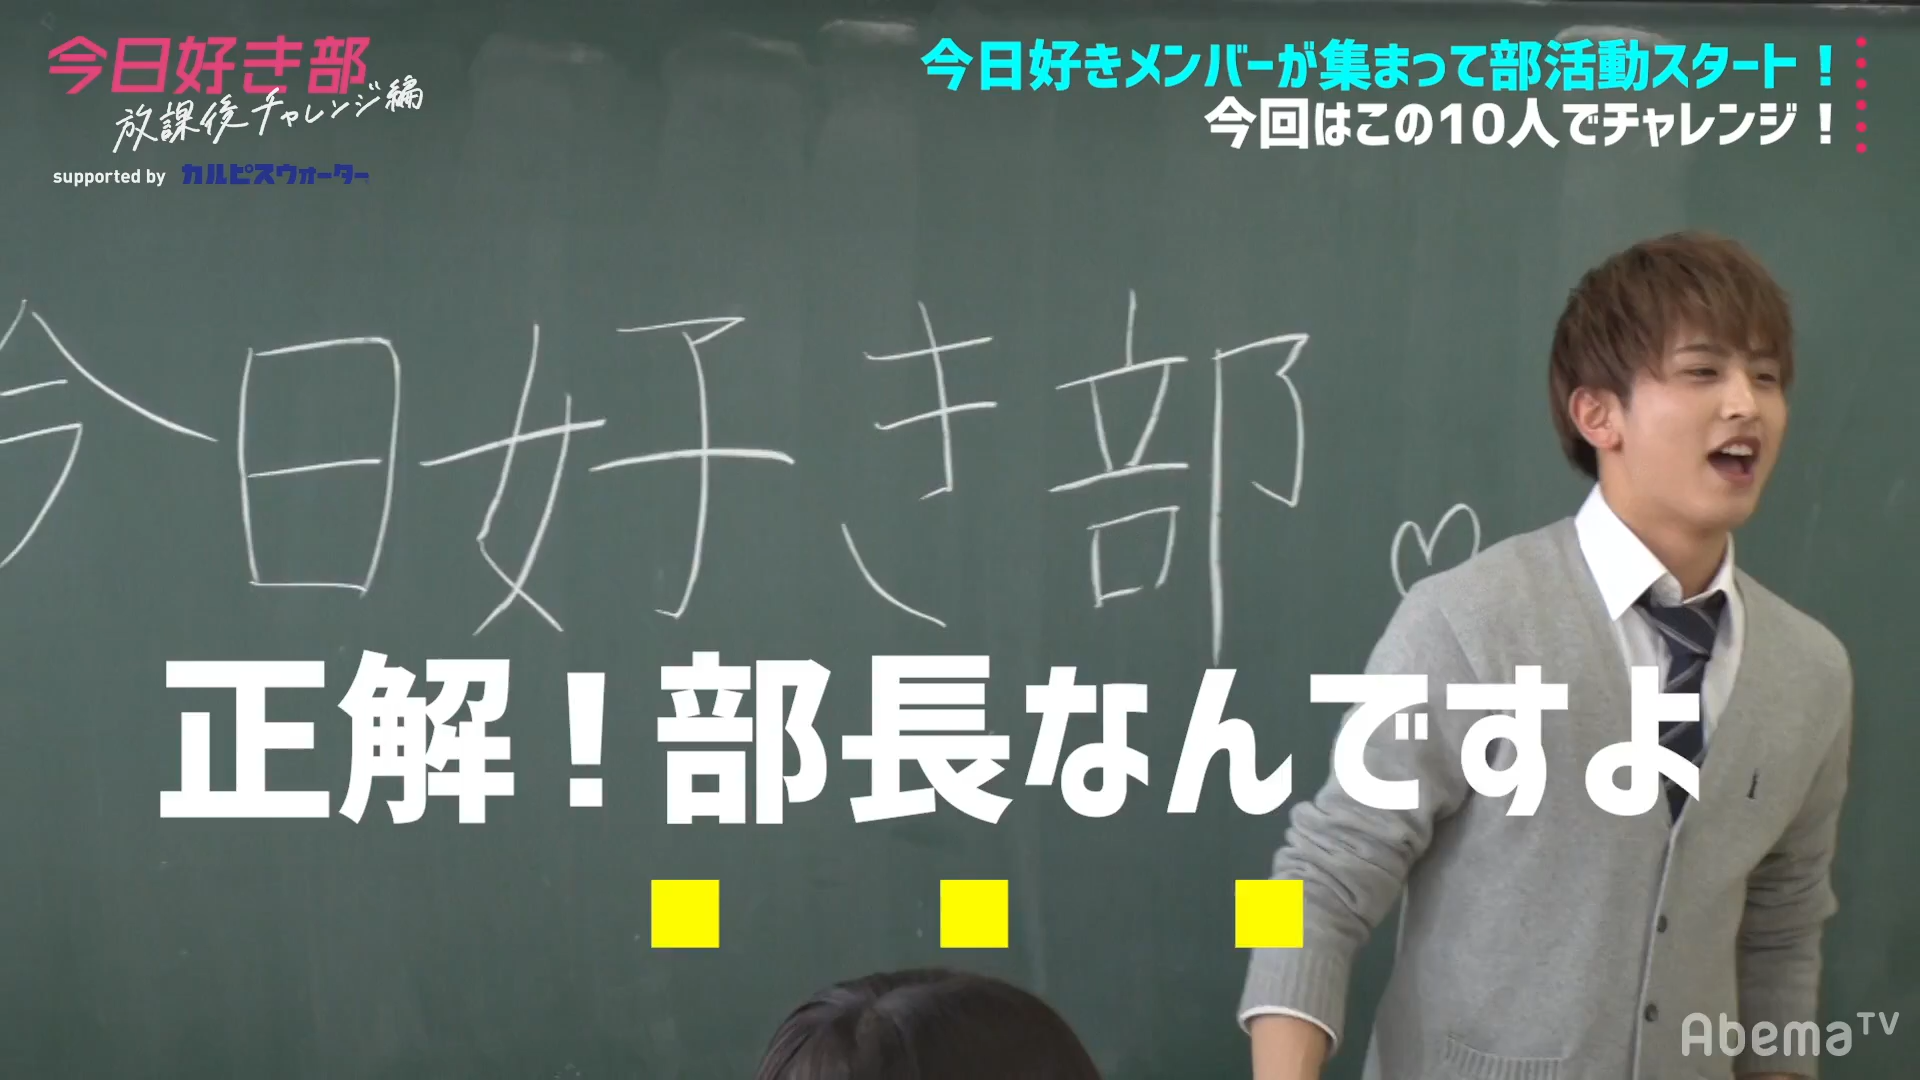 今日好き部
放課後チャレンジ編
supported by カルピスウォーター
今日好きメンバーが集まって部活動スタート！
今回はこの10人でチャレンジ！
今日好き部
正解！部長なんですよ
AbemaTV